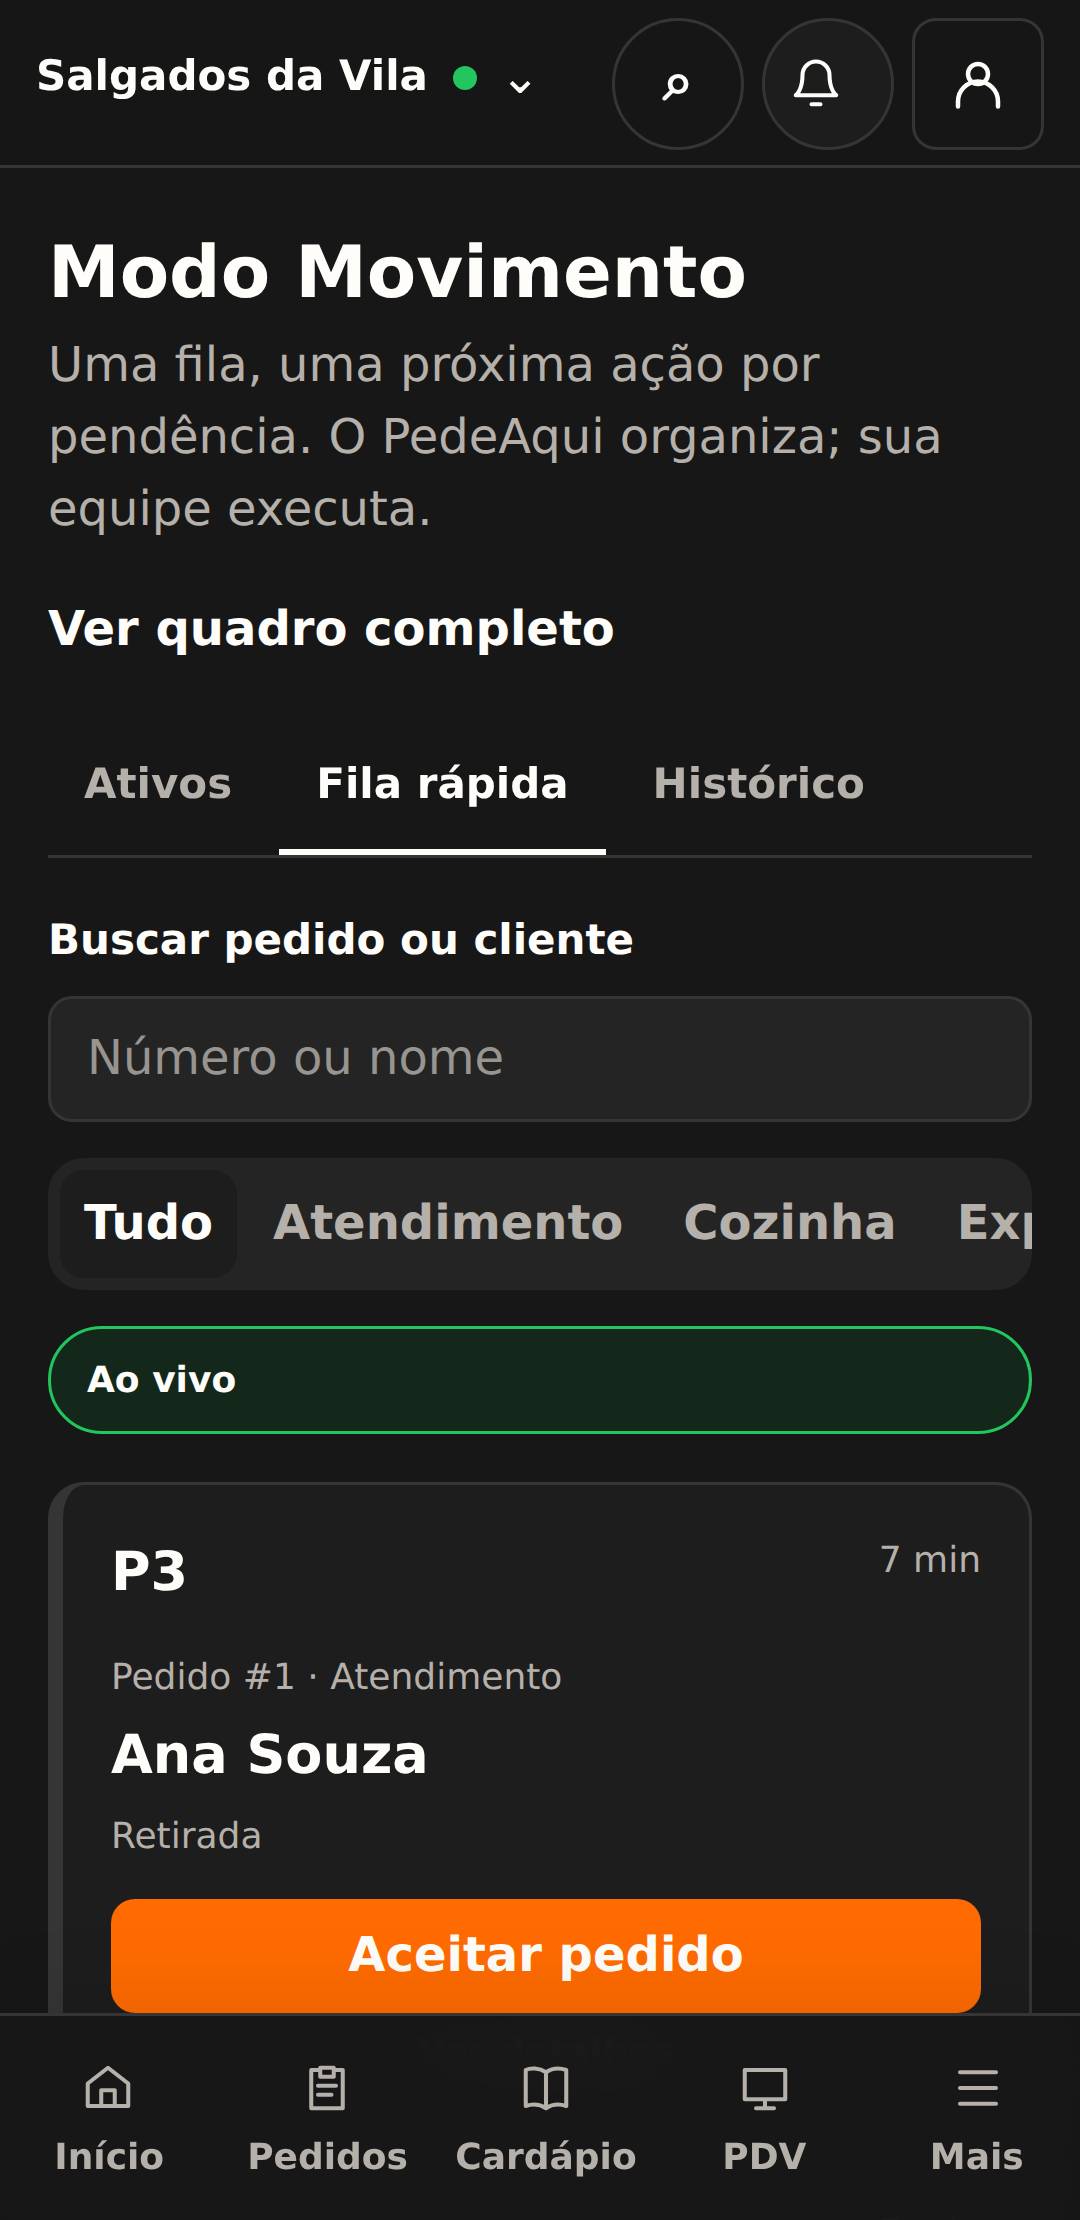 Salgados da Vila
Modo Movimento
Uma fila, uma próxima ação por
pendência. O PedeAqui organiza; sua
equipe executa.
Ver quadro completo
Ativos Fila rápida Histórico
Buscar pedido ou cliente
Número ou nome
Tudo Atendimento Cozinha Exp
Ao vivo
P3 7 min
Pedido #1 · Atendimento
Ana Souza
Retirada
Aceitar pedido
Início Pedidos Cardápio PDV Mais